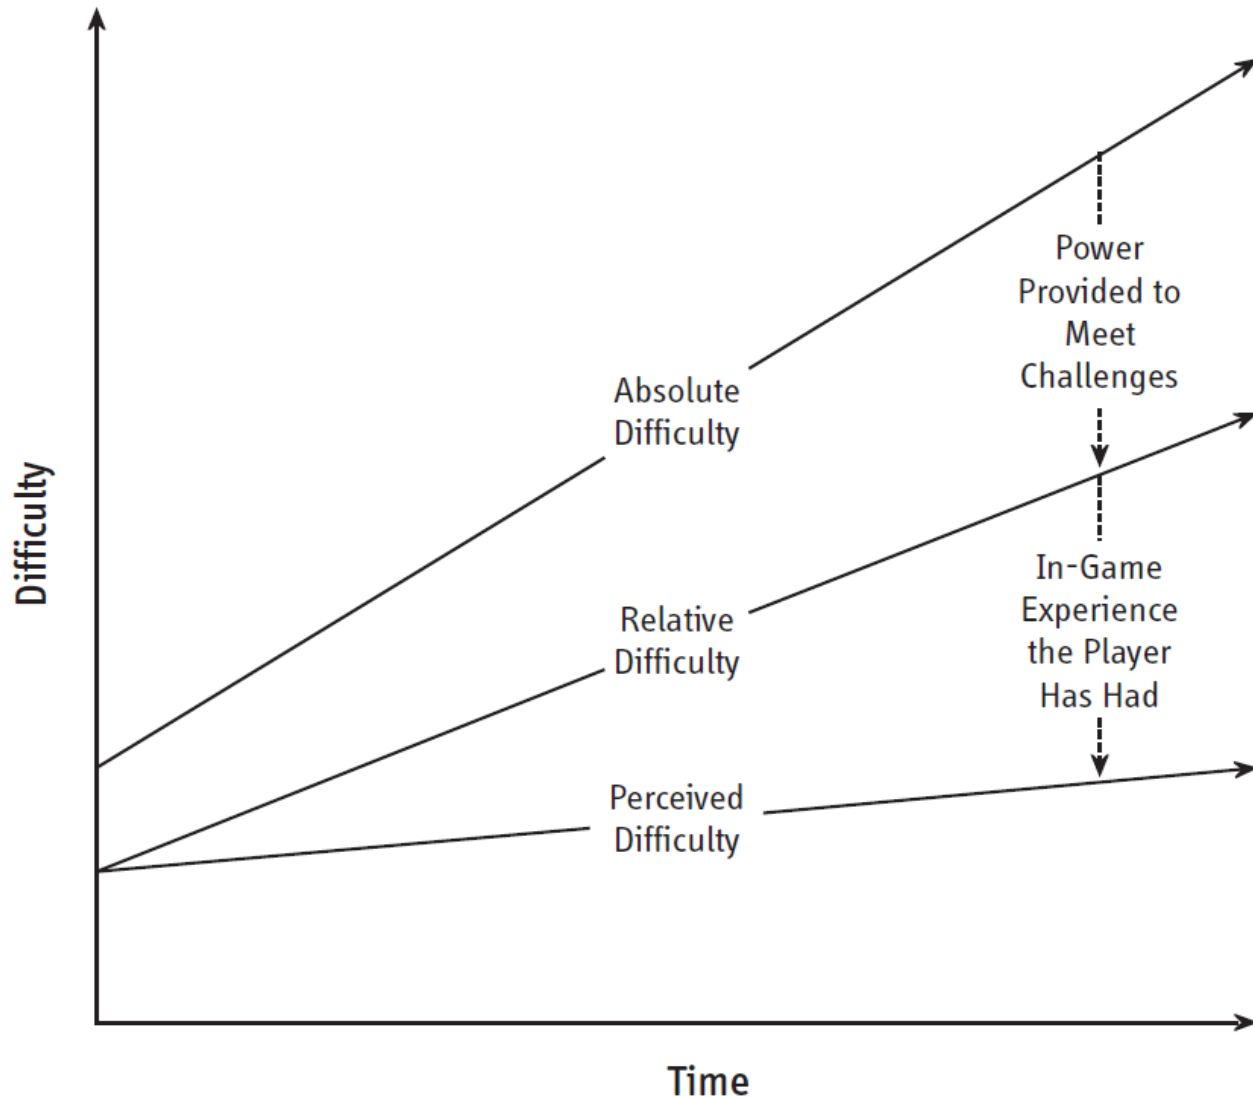 Power
Provided to
Meet
Challenges
Absolute
Difficulty
Difficulty
In-Game
Experience
the Player
Has Had
Relative
Difficulty
Perceived
Difficulty
Time